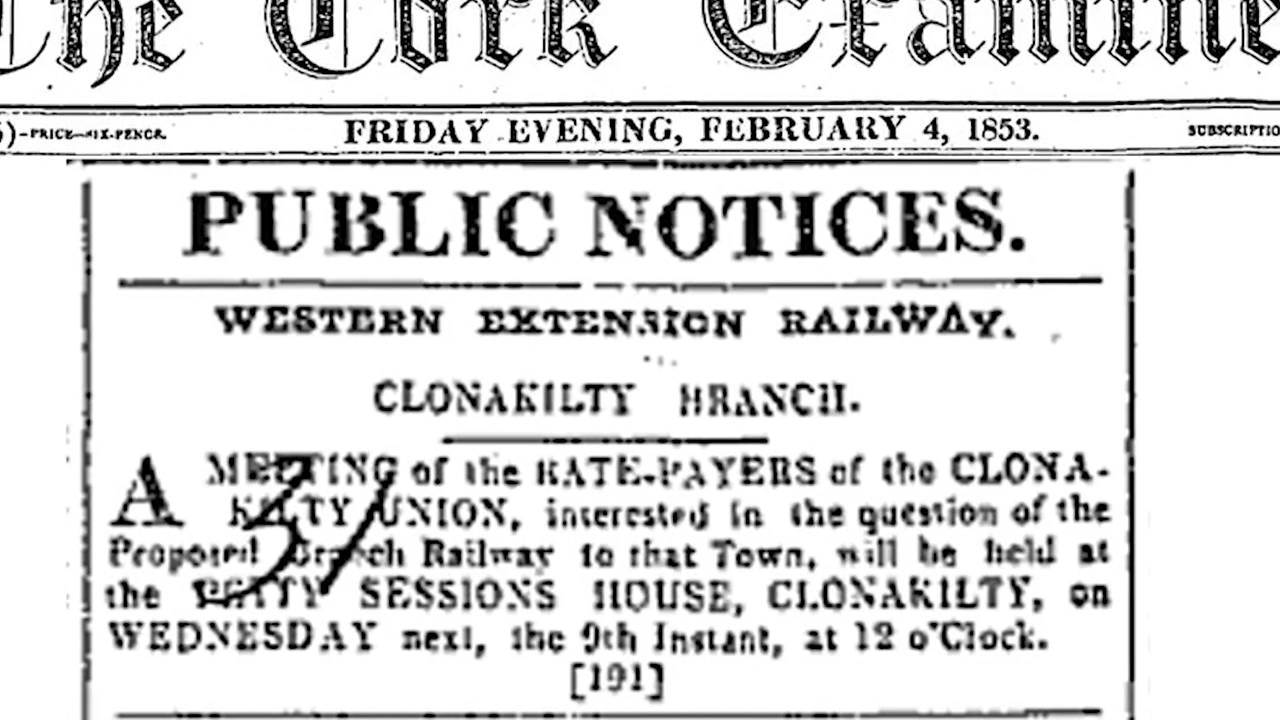 The Cork Examine
)-PRICE—SIX-PENCE.
FRIDAY EVENING, FEBRUARY 4, 1853.
SUBSCRIPTIO
PUBLIC NOTICES.
WESTERN EXTENSION RAILWAY.
CLONAKILTY BRANCH.
A MEETING of the RATE-PAYERS of the CLONA-
KILTY UNION, interested in the question of the
Proposed Branch Railway to that Town, will be held at
the PETTY SESSIONS HOUSE, CLONAKILTY, on
WEDNESDAY next, the 9th Instant, at 12 o'Clock.
[191]